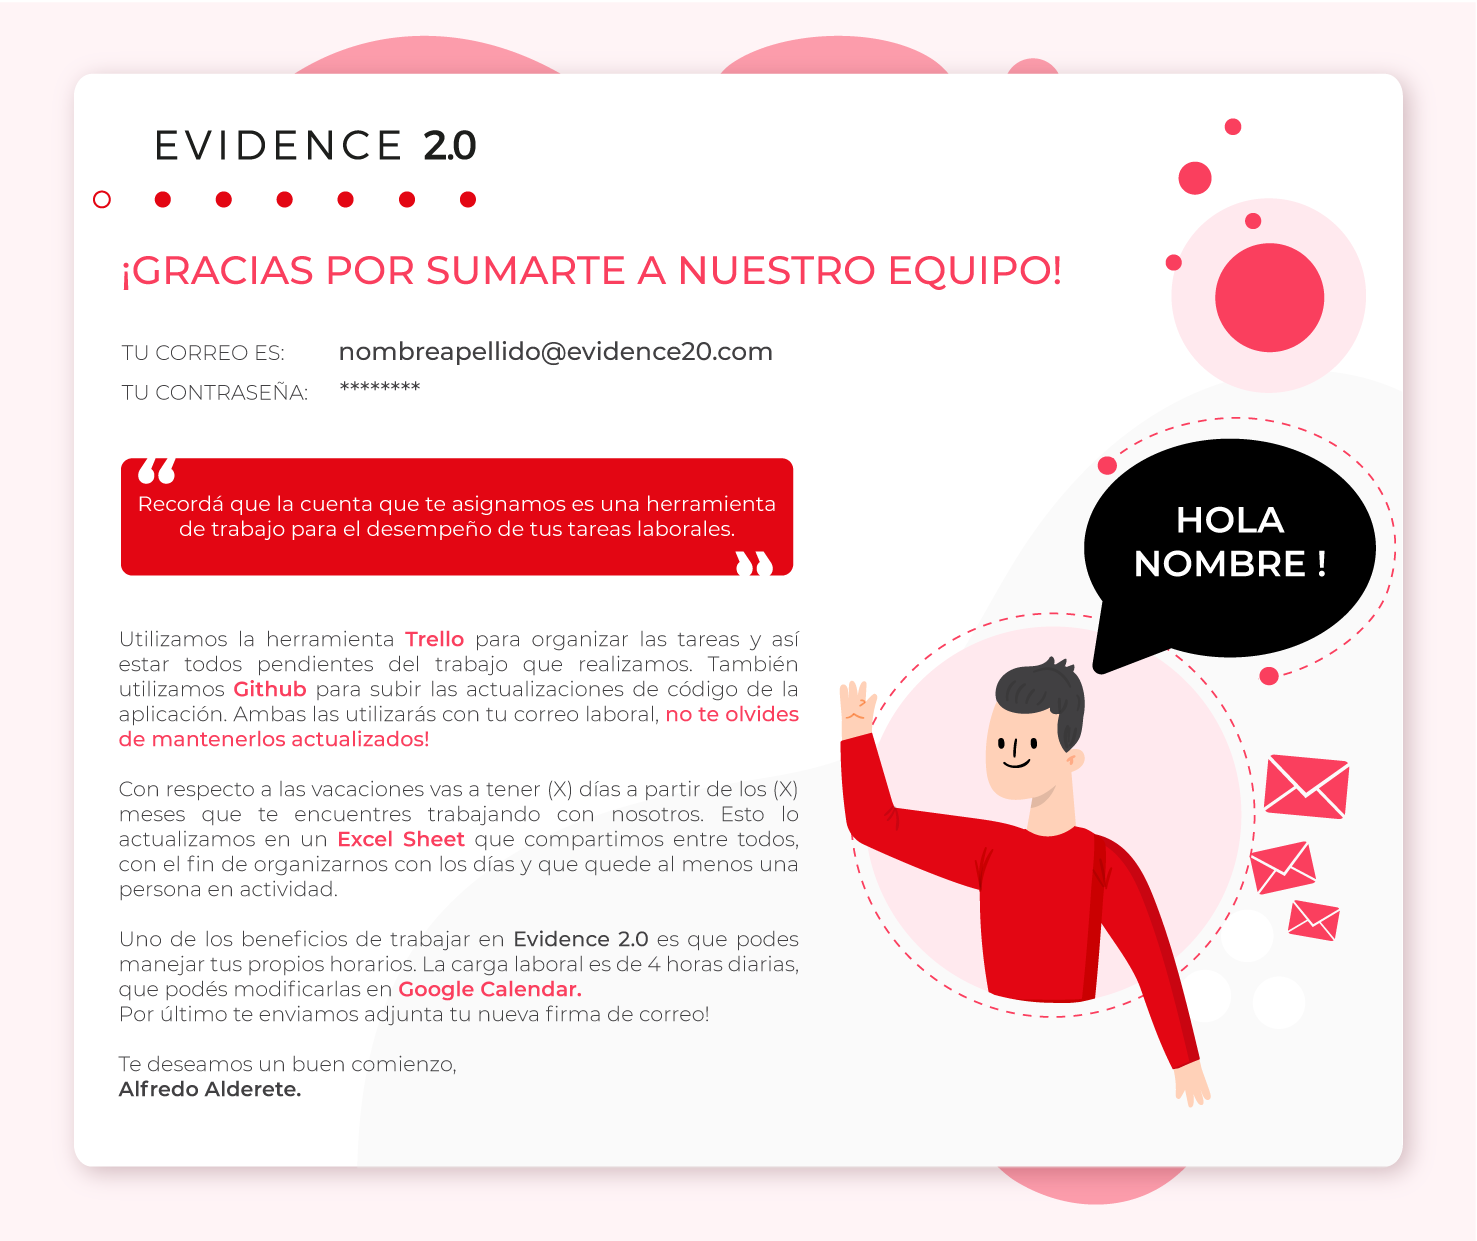 EVIDENCE 2.0
¡GRACIAS POR SUMARTE A NUESTRO EQUIPO!
TU CORREO ES: nombreapellido@evidence20.com
TU CONTRASEÑA: ********
“
Recordá que la cuenta que te asignamos es una herramienta
de trabajo para el desempeño de tus tareas laborales.
”
HOLA
NOMBRE !
Utilizamos la herramienta Trello para organizar las tareas y así
estar todos pendientes del trabajo que realizamos. También
utilizamos Github para subir las actualizaciones de código de la
aplicación. Ambas las utilizarás con tu correo laboral, no te olvides
de mantenerlos actualizados!
Con respecto a las vacaciones vas a tener (X) días a partir de los (X)
meses que te encuentres trabajando con nosotros. Esto lo
actualizamos en un Excel Sheet que compartimos entre todos,
con el fin de organizarnos con los días y que quede al menos una
persona en actividad.
Uno de los beneficios de trabajar en Evidence 2.0 es que podes
manejar tus propios horarios. La carga laboral es de 4 horas diarias,
que podés modificarlas en Google Calendar.
Por último te enviamos adjunta tu nueva firma de correo!
Te deseamos un buen comienzo,
Alfredo Alderete.